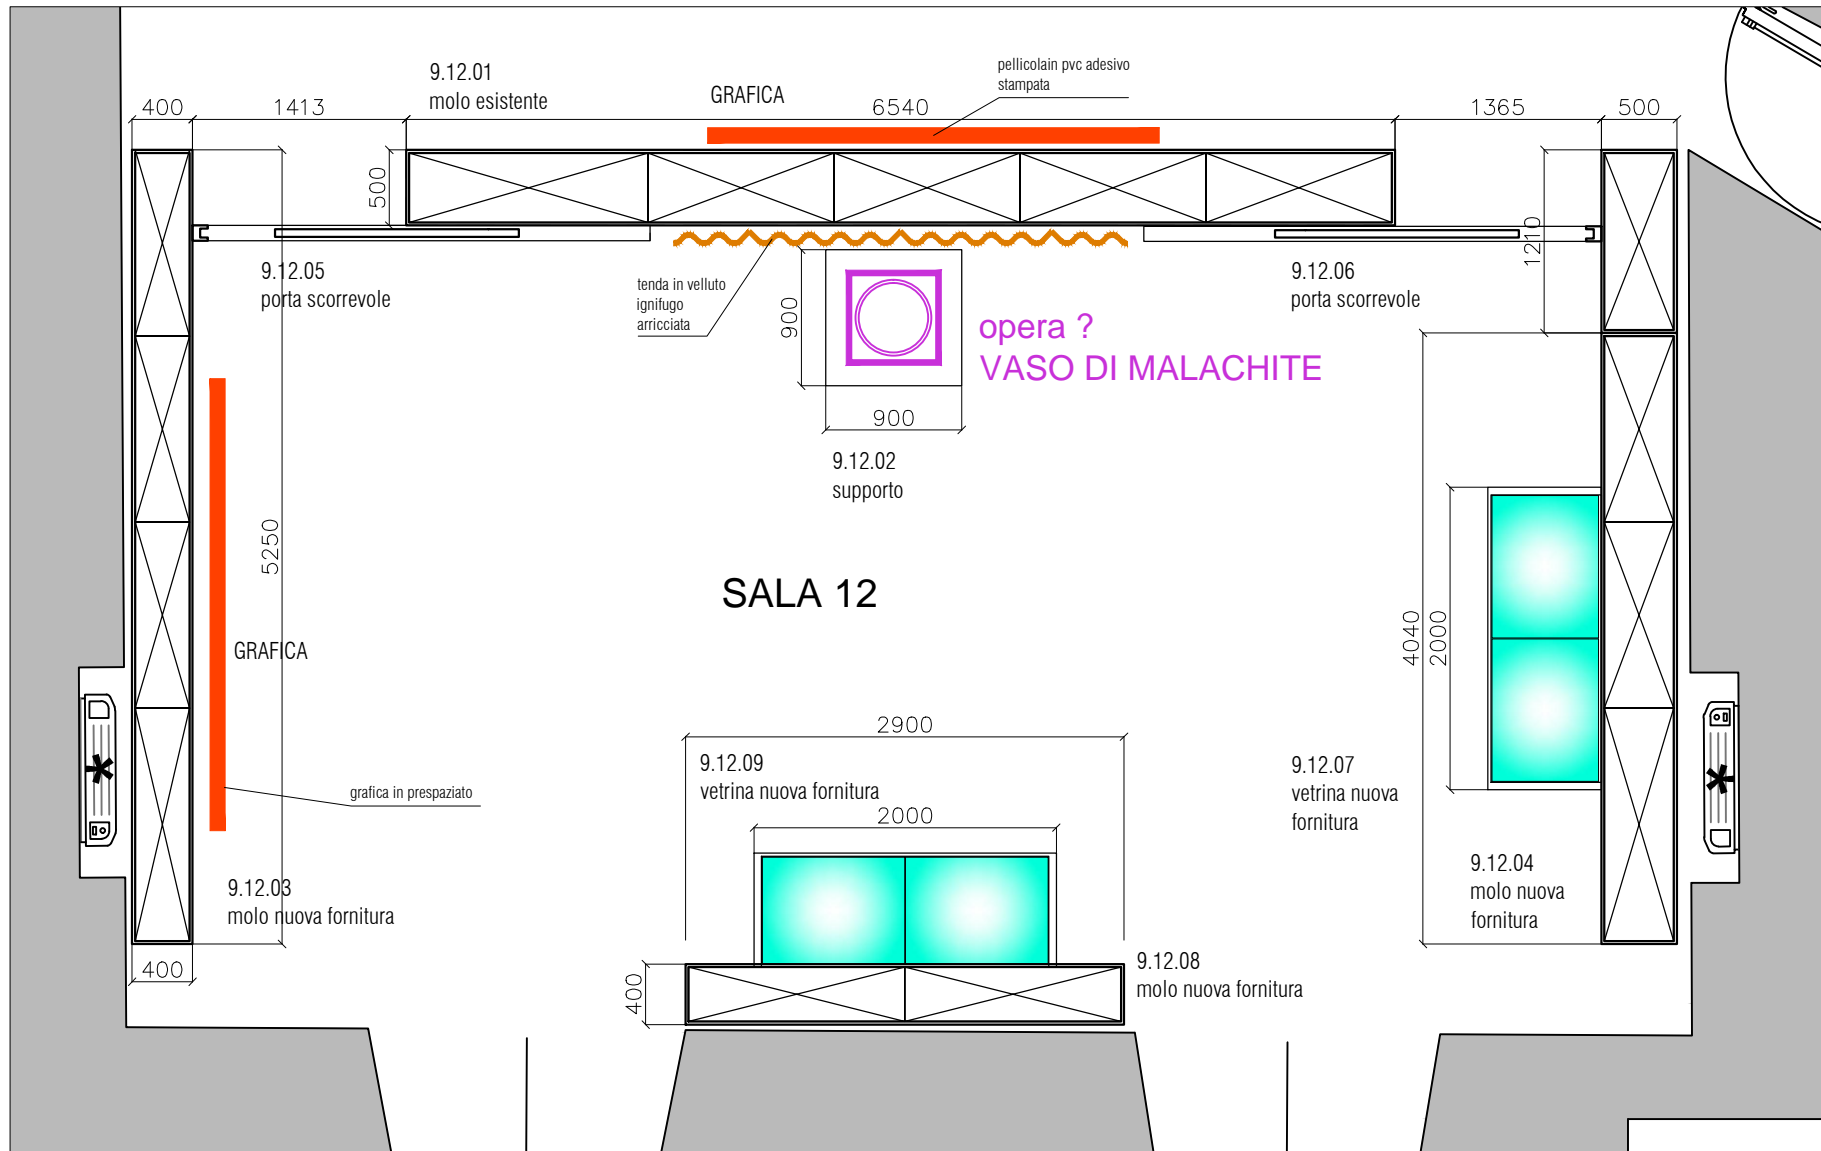 9.12.01
molo esistente
GRAFICA
pellicolain pvc adesivo
stampata
400
1413
6540
1365
500
500
1210
9.12.05
porta scorrevole
tenda in velluto
ignifugo
arricciata
900
opera ?
VASO DI MALACHITE
9.12.06
porta scorrevole
900
9.12.02
supporto
5250
SALA 12
4040
2000
GRAFICA
grafica in prespaziato
2900
9.12.09
vetrina nuova fornitura
2000
9.12.07
vetrina nuova
fornitura
9.12.03
molo nuova fornitura
9.12.04
molo nuova
fornitura
400
400
9.12.08
molo nuova fornitura